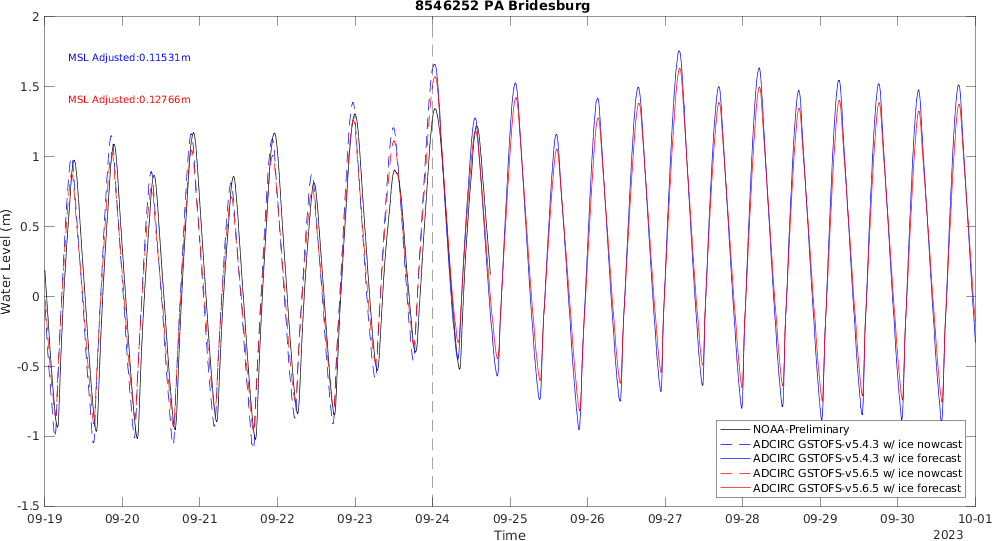 8546252 PA Bridesburg
MSL Adjusted:0.11531m
MSL Adjusted:0.12766m
Water Level (m)
2
1.5
1
0.5
0
-0.5
-1
-1.5
NOAA-Preliminary
ADCIRC GSTOFS-v5.4.3 w/ ice nowcast
ADCIRC GSTOFS-v5.4.3 w/ ice forecast
ADCIRC GSTOFS-v5.6.5 w/ ice nowcast
ADCIRC GSTOFS-v5.6.5 w/ ice forecast
09-19 09-20 09-21 09-22 09-23 09-24 09-25 09-26 09-27 09-28 09-29 09-30 10-01
Time
2023